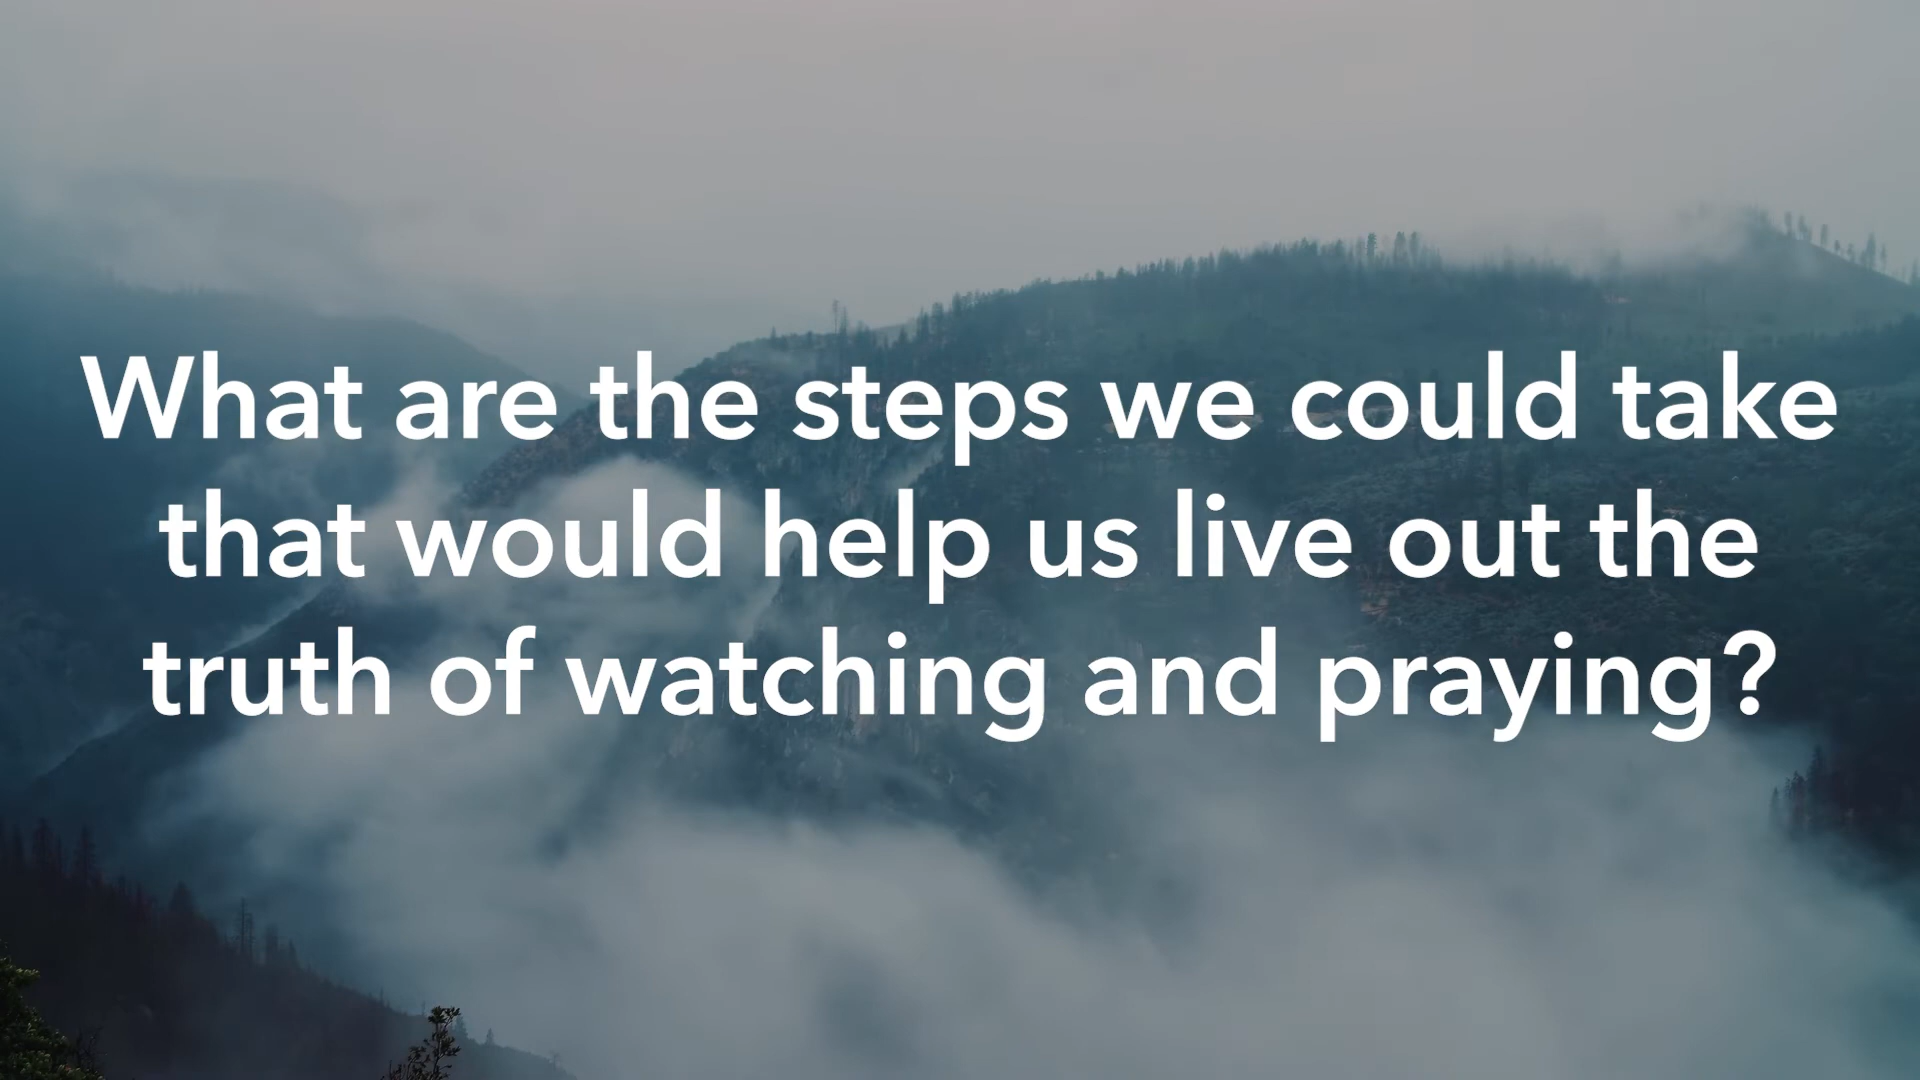 What are the steps we could take
that would help us live out the
truth of watching and praying?